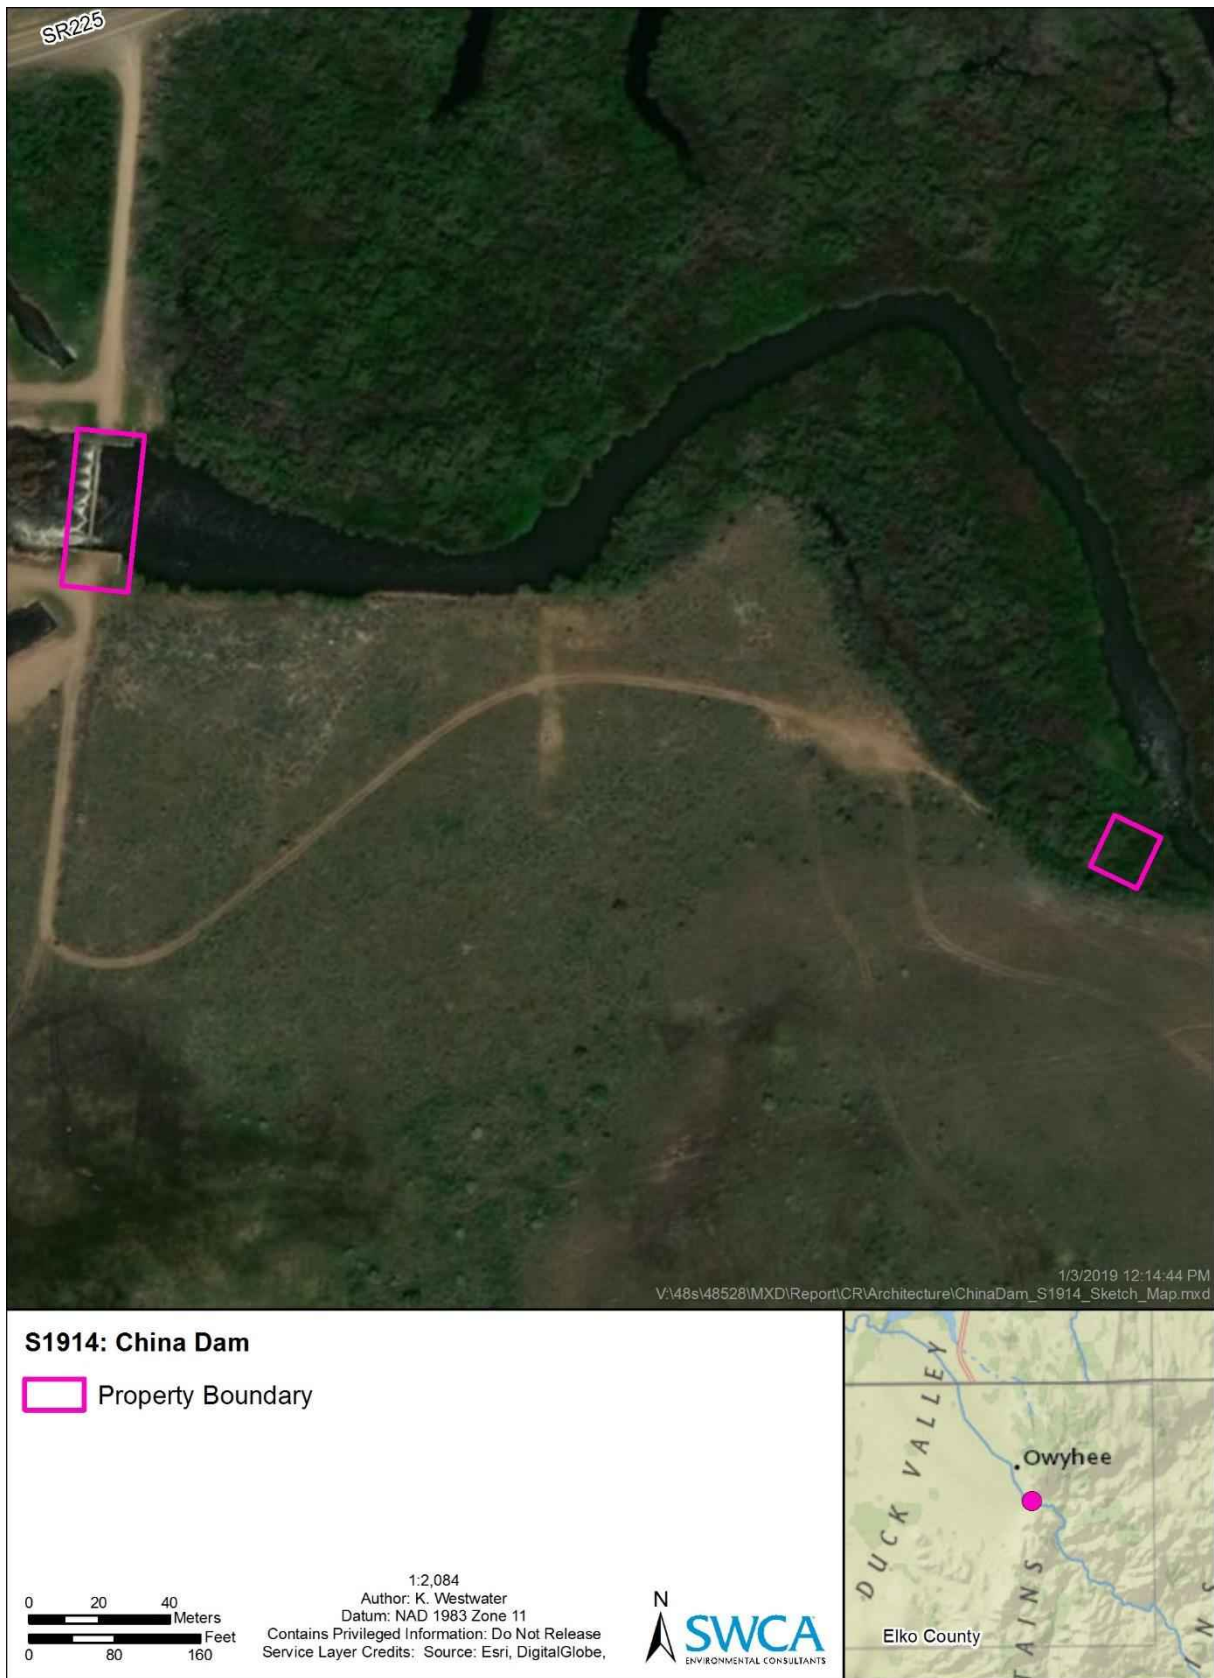 SR225
1/3/2019 12:14:44 PM
V:\48s\48528\MXD\Report\CR\Architecture\ChinaDam_S1914_Sketch_Map.mxd
S1914: China Dam
Property Boundary
0 20 40
Meters
Feet
0 80 160
1:2,084
Author: K. Westwater
Datum: NAD 1983 Zone 11
Contains Privileged Information: Do Not Release
Service Layer Credits: Source: Esri, DigitalGlobe,
N
SWCA
ENVIRONMENTAL CONSULTANTS
DUCK VALLEY
Owyhee
Elko County
TAINS
INS